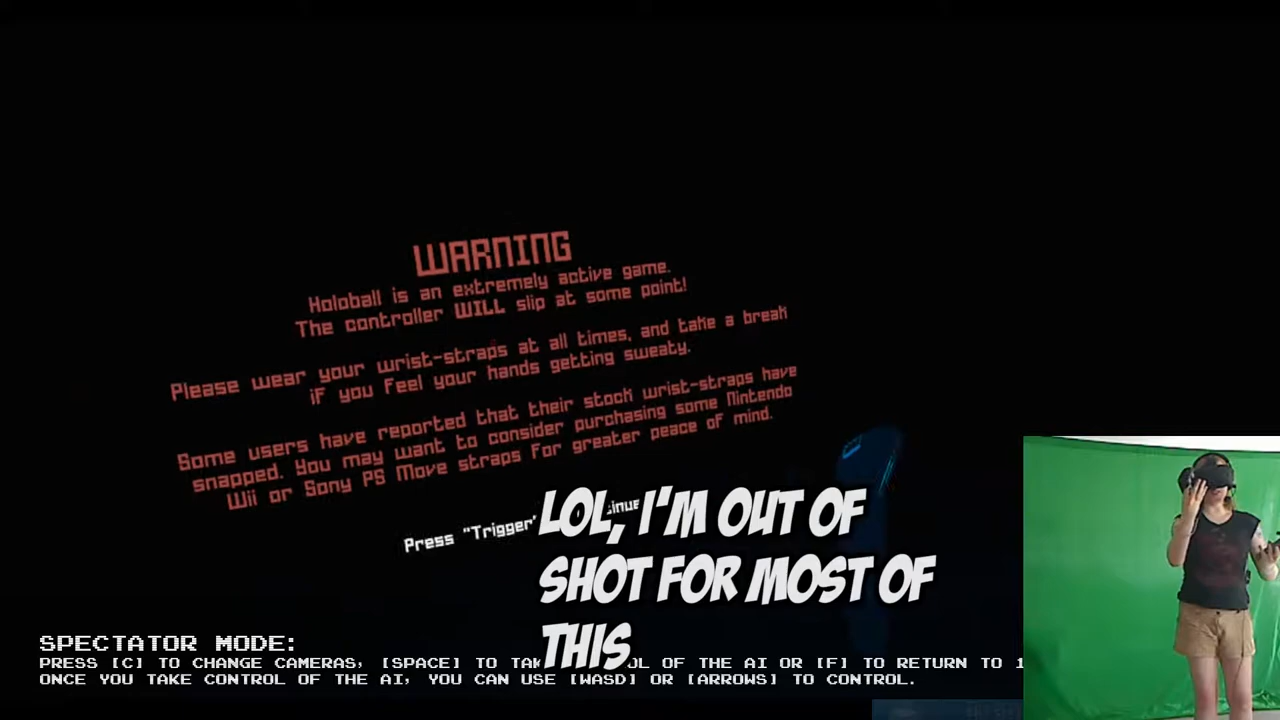 WARNING
Holoball is an extremely active game.
The controller WILL slip at some point!
Please wear your wrist-straps at all times, and take a break
if you feel your hands getting sweaty.
Some users have reported that their stock wrist-straps have
snapped. You may want to consider purchasing some Nintendo
Wii or Sony PS Move straps for greater peace of mind.
Press "Trigger"
LOL, I'M OUT OF
SHOT FOR MOST OF
THIS
SPECTATOR MODE:
PRESS [C] TO CHANGE CAMERAS, [SPACE] TO OF THE AI OR [F] TO RETURN TO
ONCE YOU TAKE CONTROL OF THE AI, YOU CAN USE [WASD] OR [ARROWS] TO CONTROL.